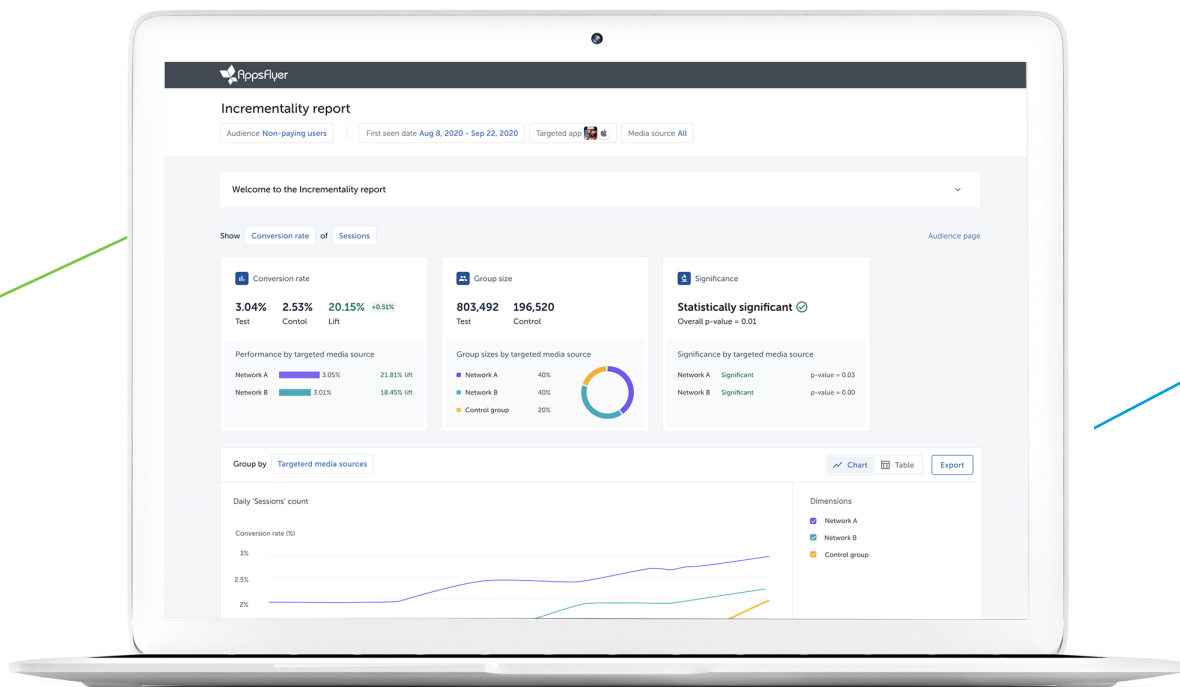 AppsFlyer
Incrementality report
Audience Non-paying users
First seen date Aug 8, 2020 - Sep 22, 2020
Targeted app
Media source All
Welcome to the Incrementality report
Show Conversion rate of Sessions
Audience page
Conversion rate
3.04% 2.53% 20.15% +0.51%
Test Contol Lift
Performance by targeted media source
Network A 3.05% 21.81% lift
Network B 3.01% 18.45% lift
Group size
803,492 196,520
Test Control
Group sizes by targeted media source
Network A 40%
Network B 40%
Control group 20%
Significance
Statistically significant
Overall p-value = 0.01
Significance by targeted media source
Network A Significant p-value = 0.03
Network B Significant p-value = 0.00
Group by Targeterd media sources
Chart Table Export
Daily 'Sessions' count
Conversion rate (%)
3%
2.5%
2%
Dimensions
Network A
Network B
Control group